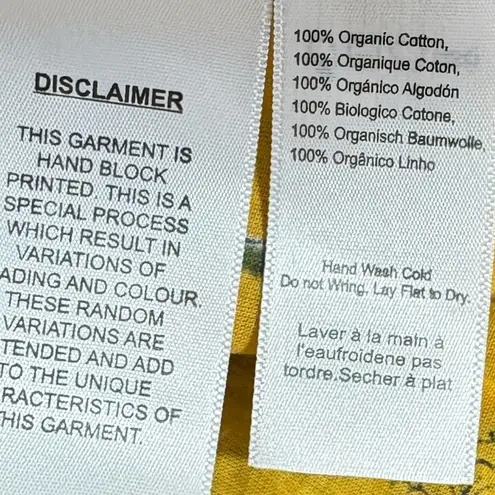 DISCLAIMER
THIS GARMENT IS
HAND BLOCK
PRINTED. THIS IS A
SPECIAL PROCESS
WHICH RESULT IN
VARIATIONS OF
ADING AND COLOUR.
THESE RANDOM
VARIATIONS ARE
TENDED AND ADD
TO THE UNIQUE
RACTERISTICS OF
HIS GARMENT.
100% Organic Cotton,
100% Organique Coton,
100% Orgánico Algodón
100% Biologico Cotone,
100% Organisch Baumwolle,
100% Orgânico Linho
Hand Wash Cold
Do not Wring. Lay Flat to Dry.
Laver à la main à
l'eaufroidene pas
tordre.Secher à plat